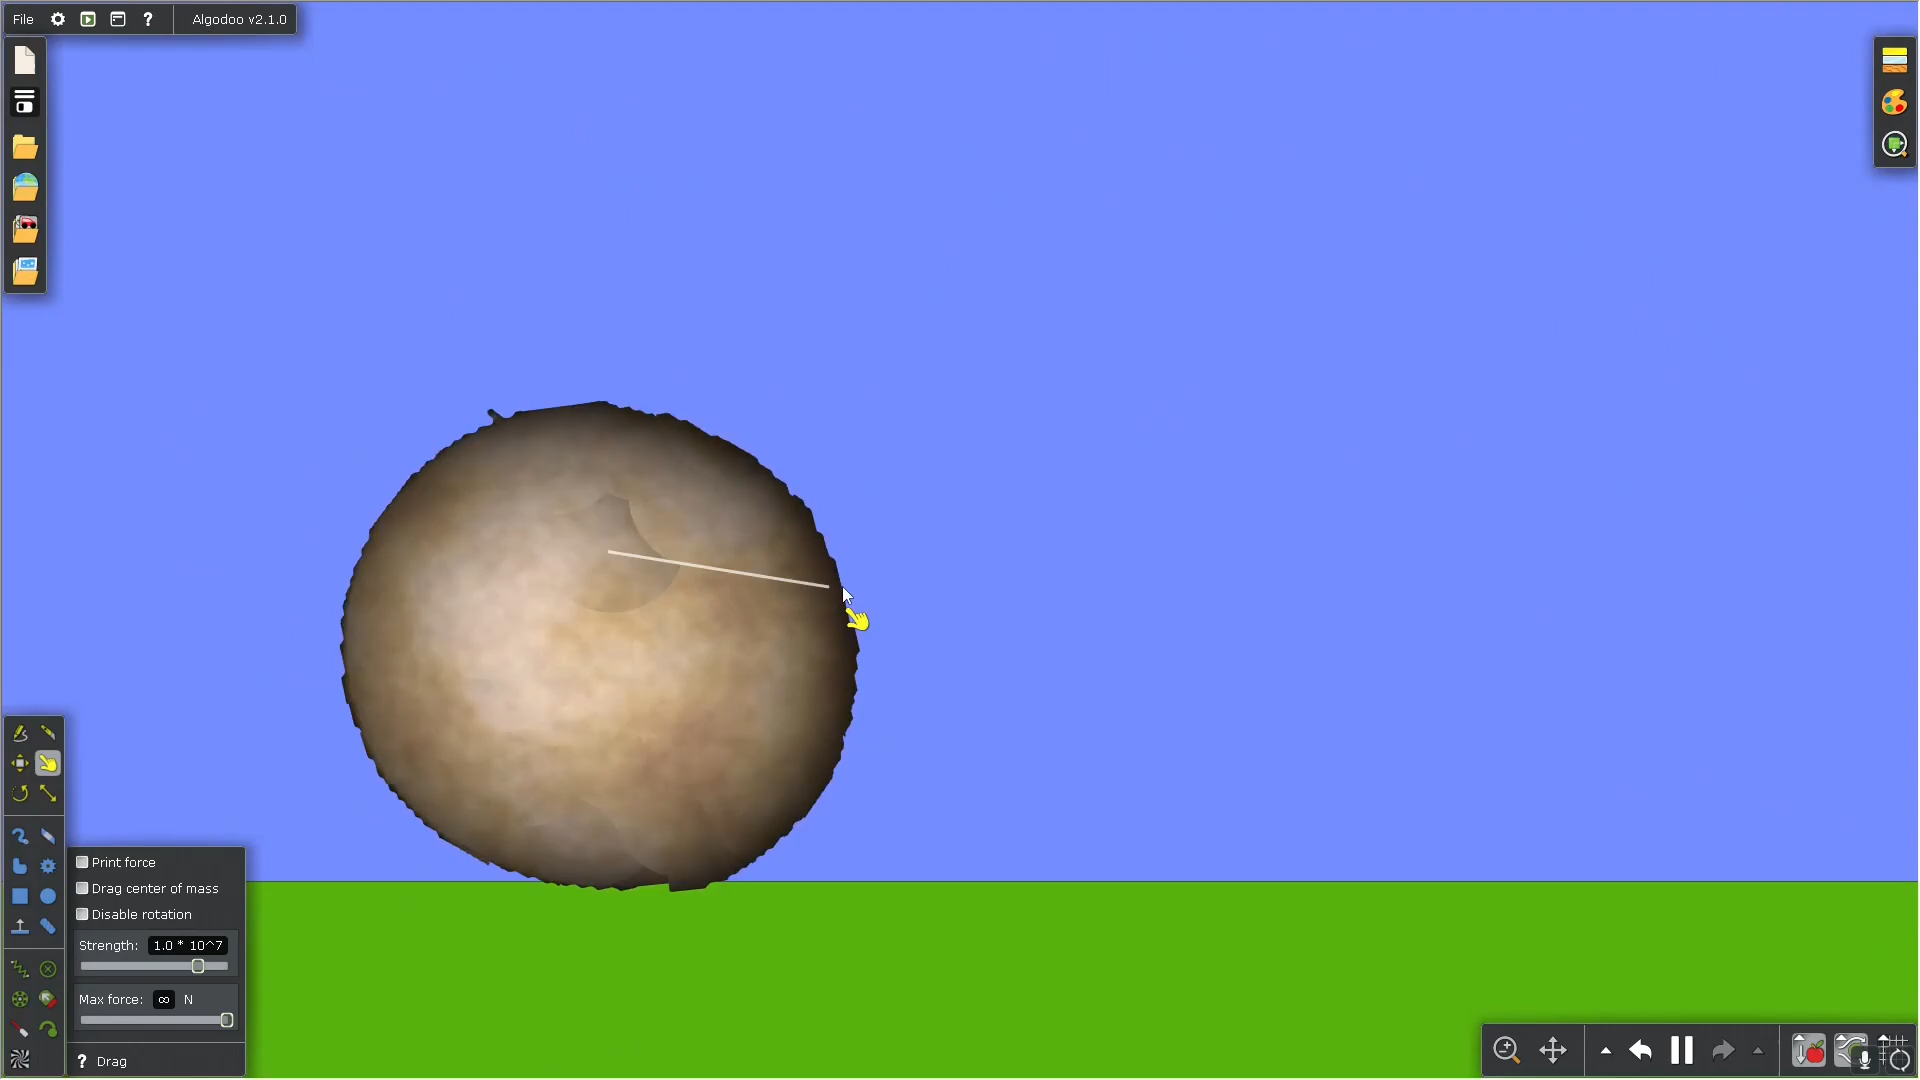 File ? Algodoo v2.1.0
Print force
Drag center of mass
Disable rotation
Strength: 1.0 * 10^7
Max force: ∞ N
? Drag